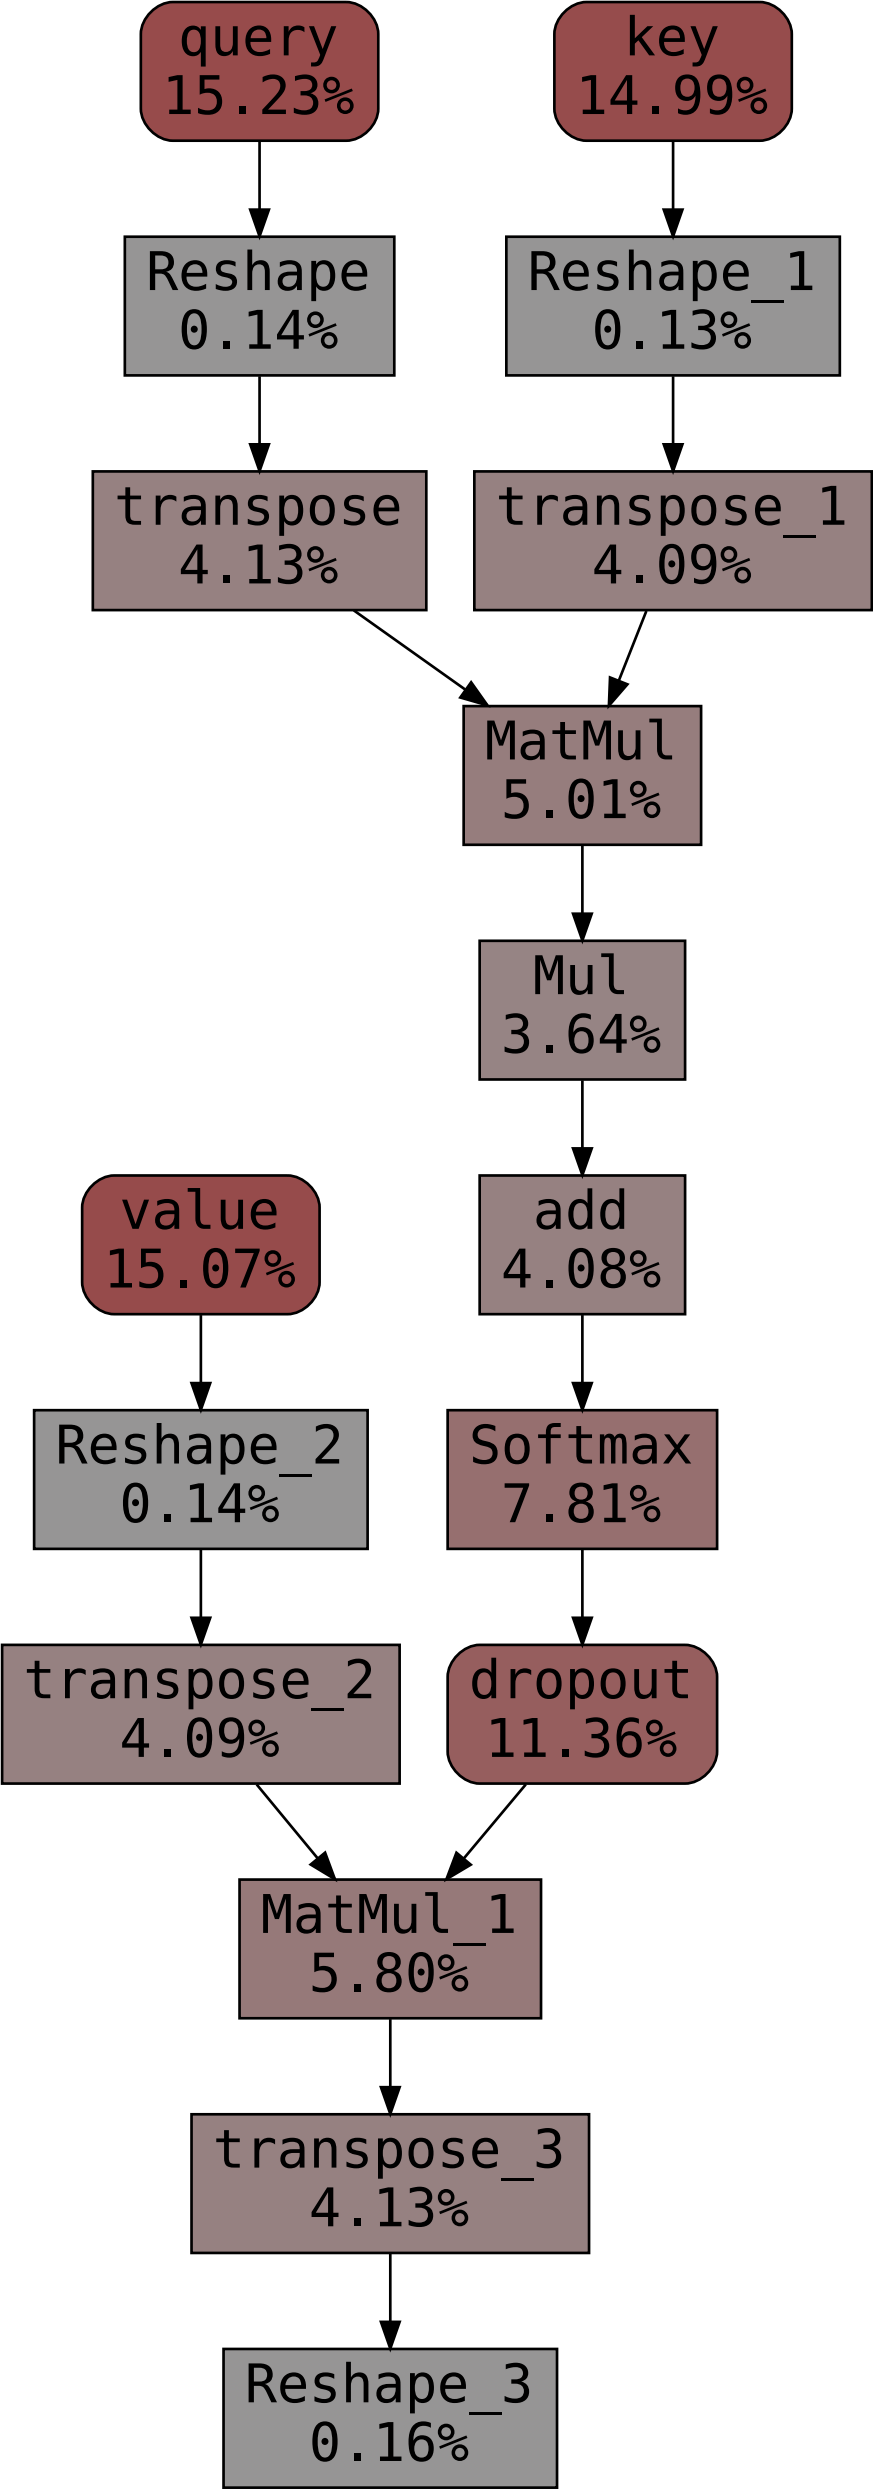 query
15.23%
key
14.99%
Reshape
0.14%
Reshape_1
0.13%
transpose
4.13%
transpose_1
4.09%
MatMul
5.01%
Mul
3.64%
value
15.07%
add
4.08%
Reshape_2
0.14%
Softmax
7.81%
transpose_2
4.09%
dropout
11.36%
MatMul_1
5.80%
transpose_3
4.13%
Reshape_3
0.16%